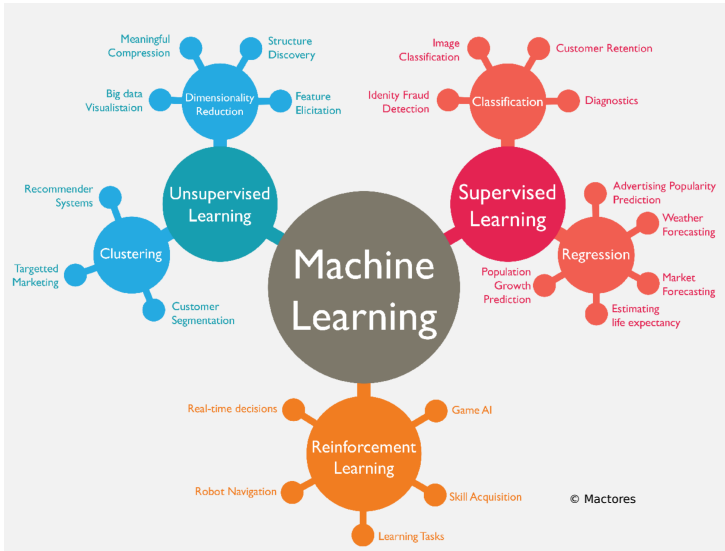 Machine
Learning
Unsupervised
Learning
Dimensionality
Reduction
Meaningful
Compression
Structure
Discovery
Big data
Visualistaion
Feature
Elicitation
Clustering
Recommender
Systems
Targetted
Marketing
Customer
Segmentation
Supervised
Learning
Classification
Image
Classification
Customer Retention
Idenity Fraud
Detection
Diagnostics
Regression
Advertising Popularity
Prediction
Weather
Forecasting
Population
Growth
Prediction
Market
Forecasting
Estimating
life expectancy
Reinforcement
Learning
Real-time decisions
Game AI
Robot Navigation
Skill Acquisition
Learning Tasks
© Mactores